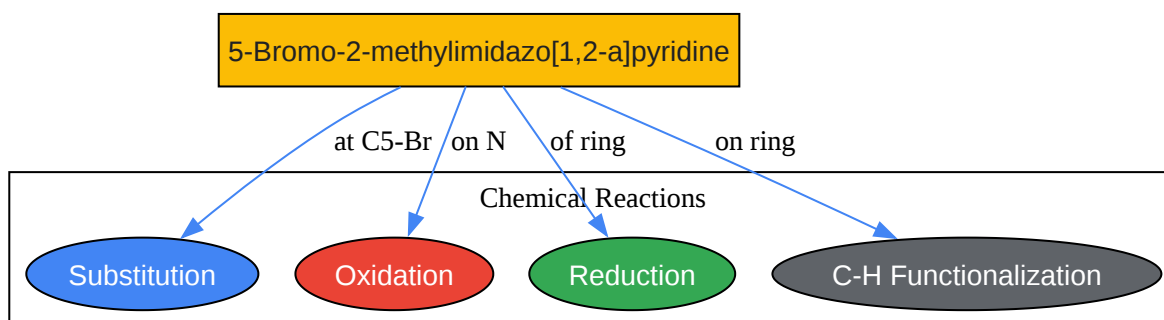 5-Bromo-2-methylimidazo[1,2-a]pyridine
at C5-Br
on N
of ring
on ring
Chemical Reactions
Substitution
Oxidation
Reduction
C-H Functionalization